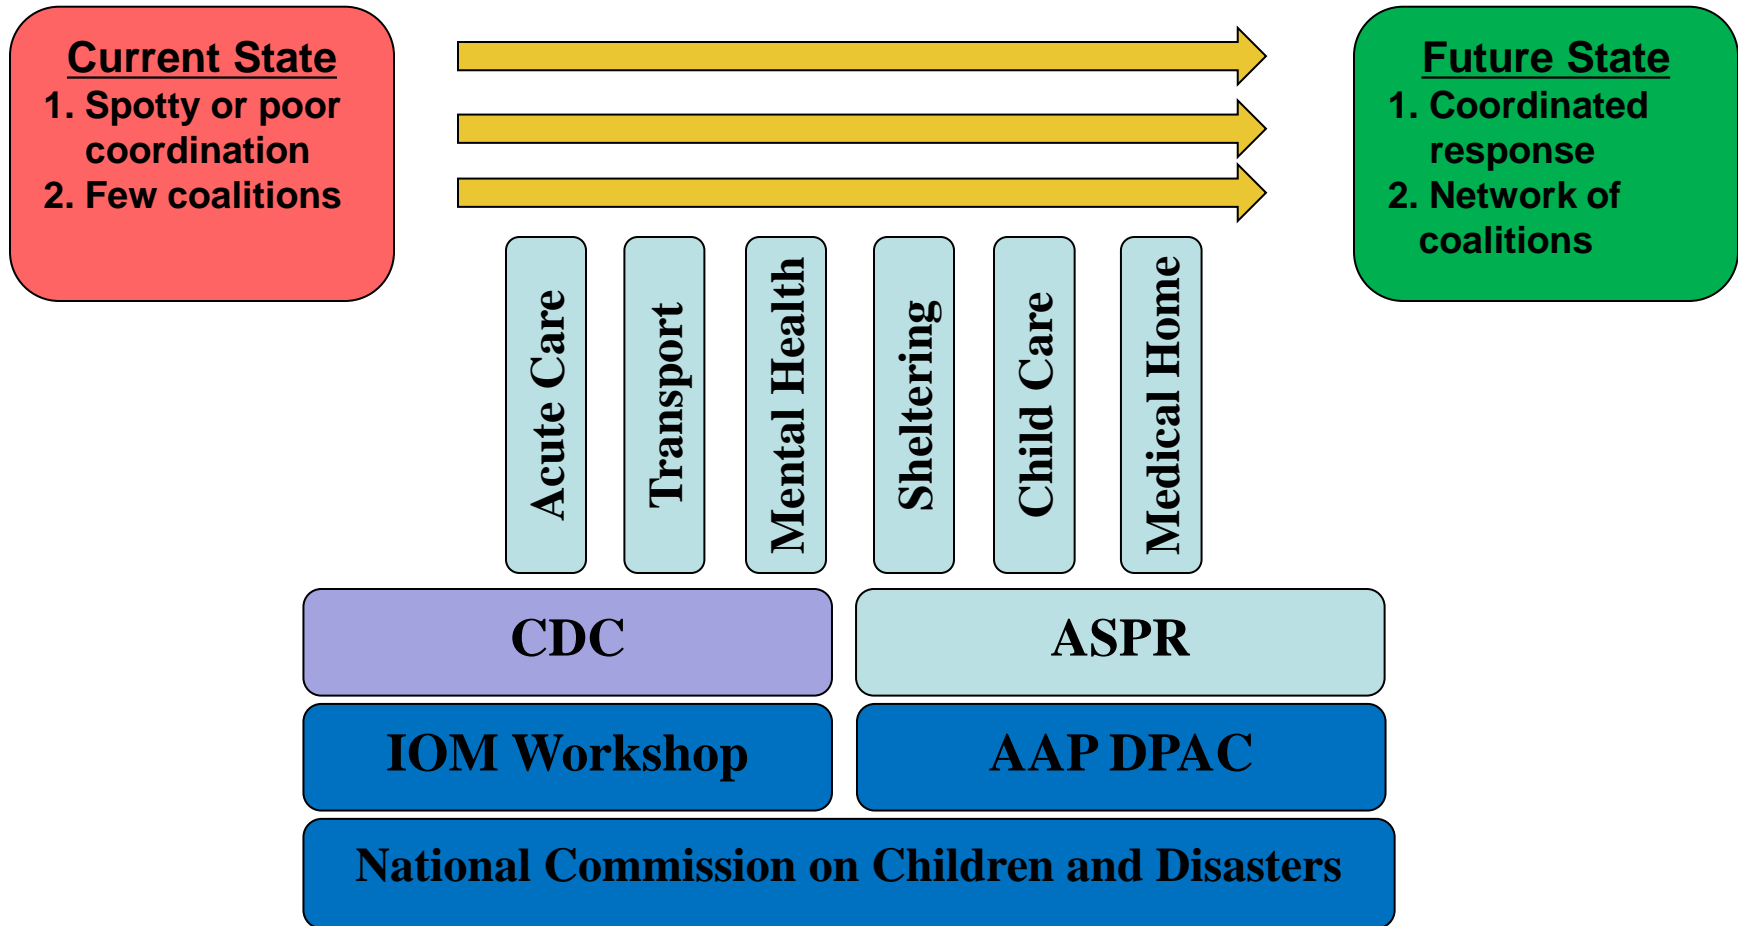 Current State
1. Spotty or poor
coordination
2. Few coalitions
Future State
1. Coordinated
response
2. Network of
coalitions
Acute Care
Transport
Mental Health
Sheltering
Child Care
Medical Home
CDC
ASPR
IOM Workshop
AAP DPAC
National Commission on Children and Disasters